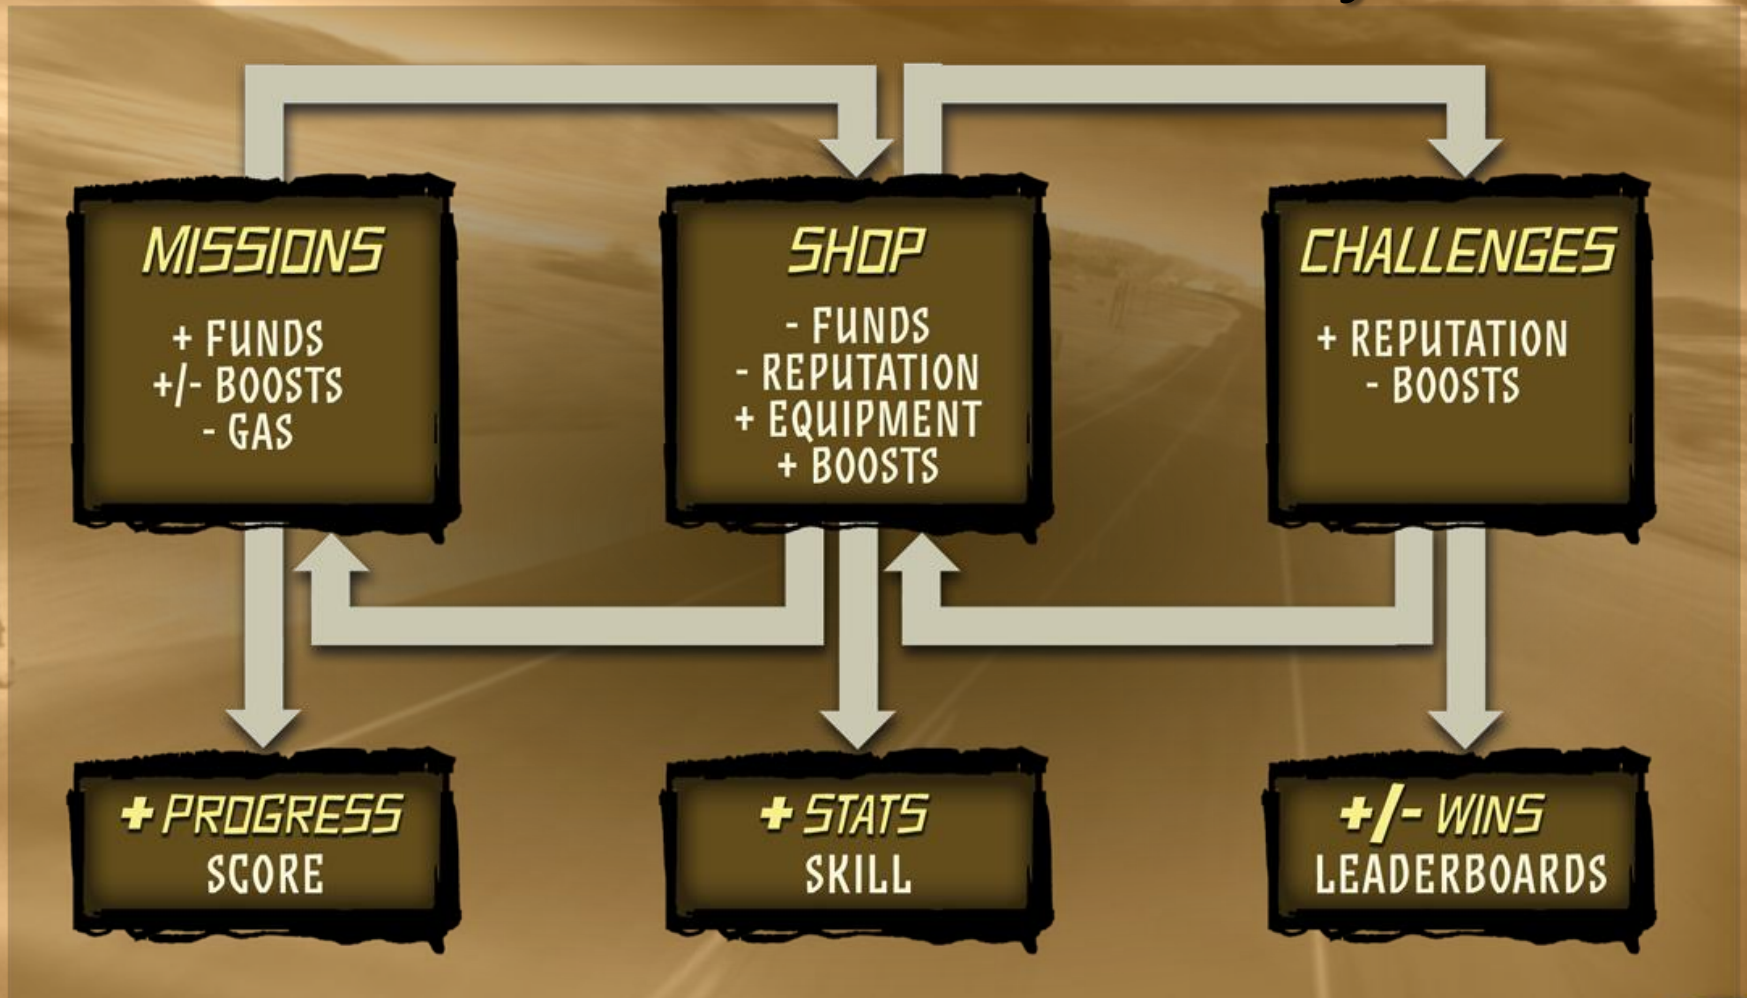 MISSIONS
+ FUNDS
+/- BOOSTS
- GAS
SHOP
- FUNDS
- REPUTATION
+ EQUIPMENT
+ BOOSTS
CHALLENGES
+ REPUTATION
- BOOSTS
+ PROGRESS
SCORE
+ STATS
SKILL
+/- WINS
LEADERBOARDS